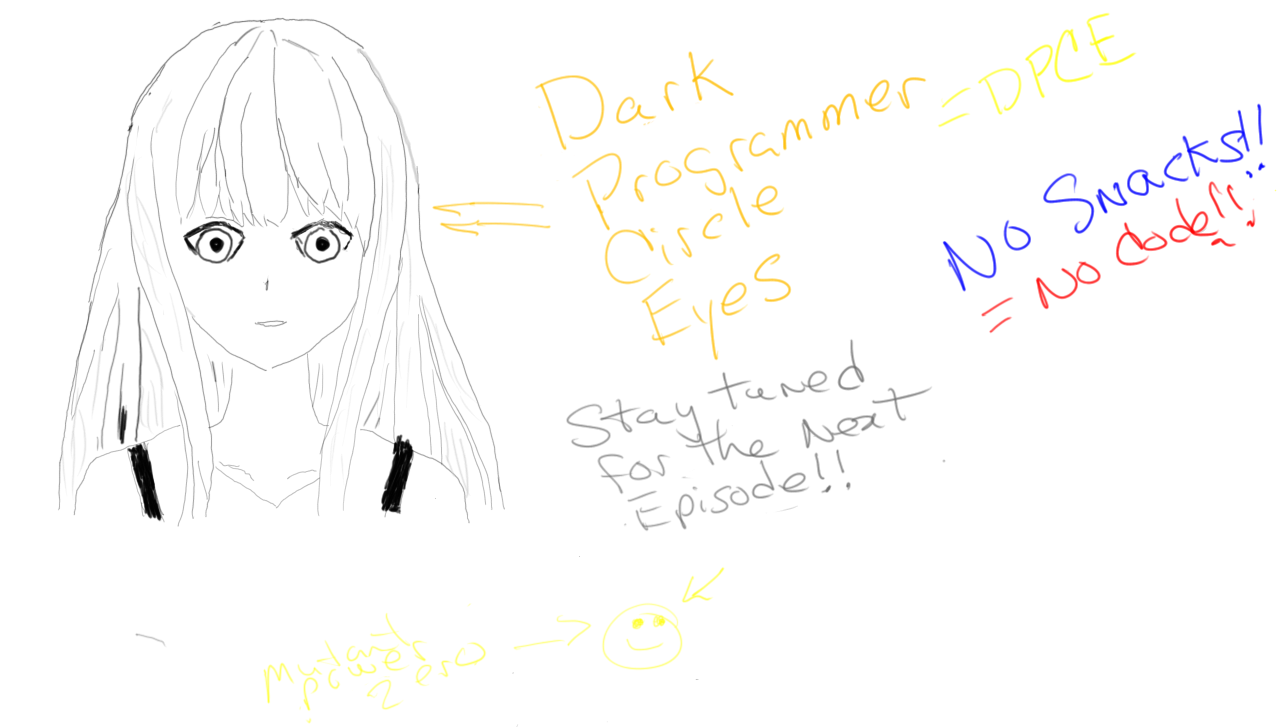 Dark
Programmer
Circle
Eyes
= DPCE
No Snacks!!
= No Code!!
Stay tuned
for the Next
Episode!!
mutant
power
zero